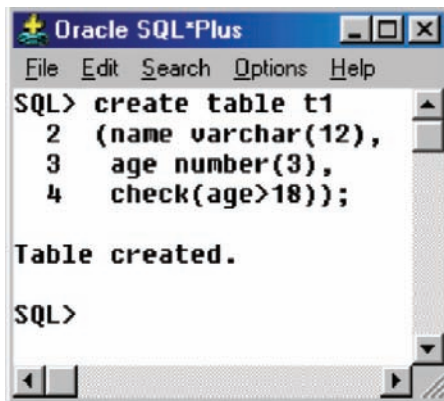 Oracle SQL*Plus
File Edit Search Options Help
SQL> create table t1
2 (name varchar(12),
3 age number(3),
4 check(age>18));
Table created.
SQL>